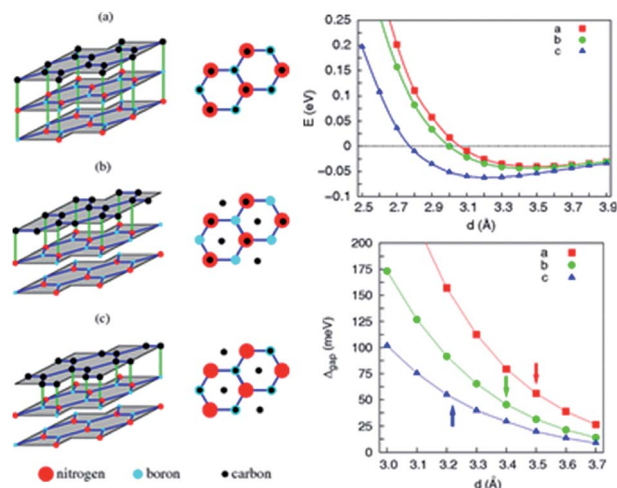 (a)
(b)
(c)
nitrogen boron carbon
0.25
0.2
0.15
0.1
0.05
0
−0.05
−0.1
E (eV)
2.5 2.7 2.9 3.1 3.3 3.5 3.7 3.9
d (Å)
a
b
c
200
175
150
125
100
75
50
25
0
Δgap (meV)
3.0 3.1 3.2 3.3 3.4 3.5 3.6 3.7
d (Å)
a
b
c